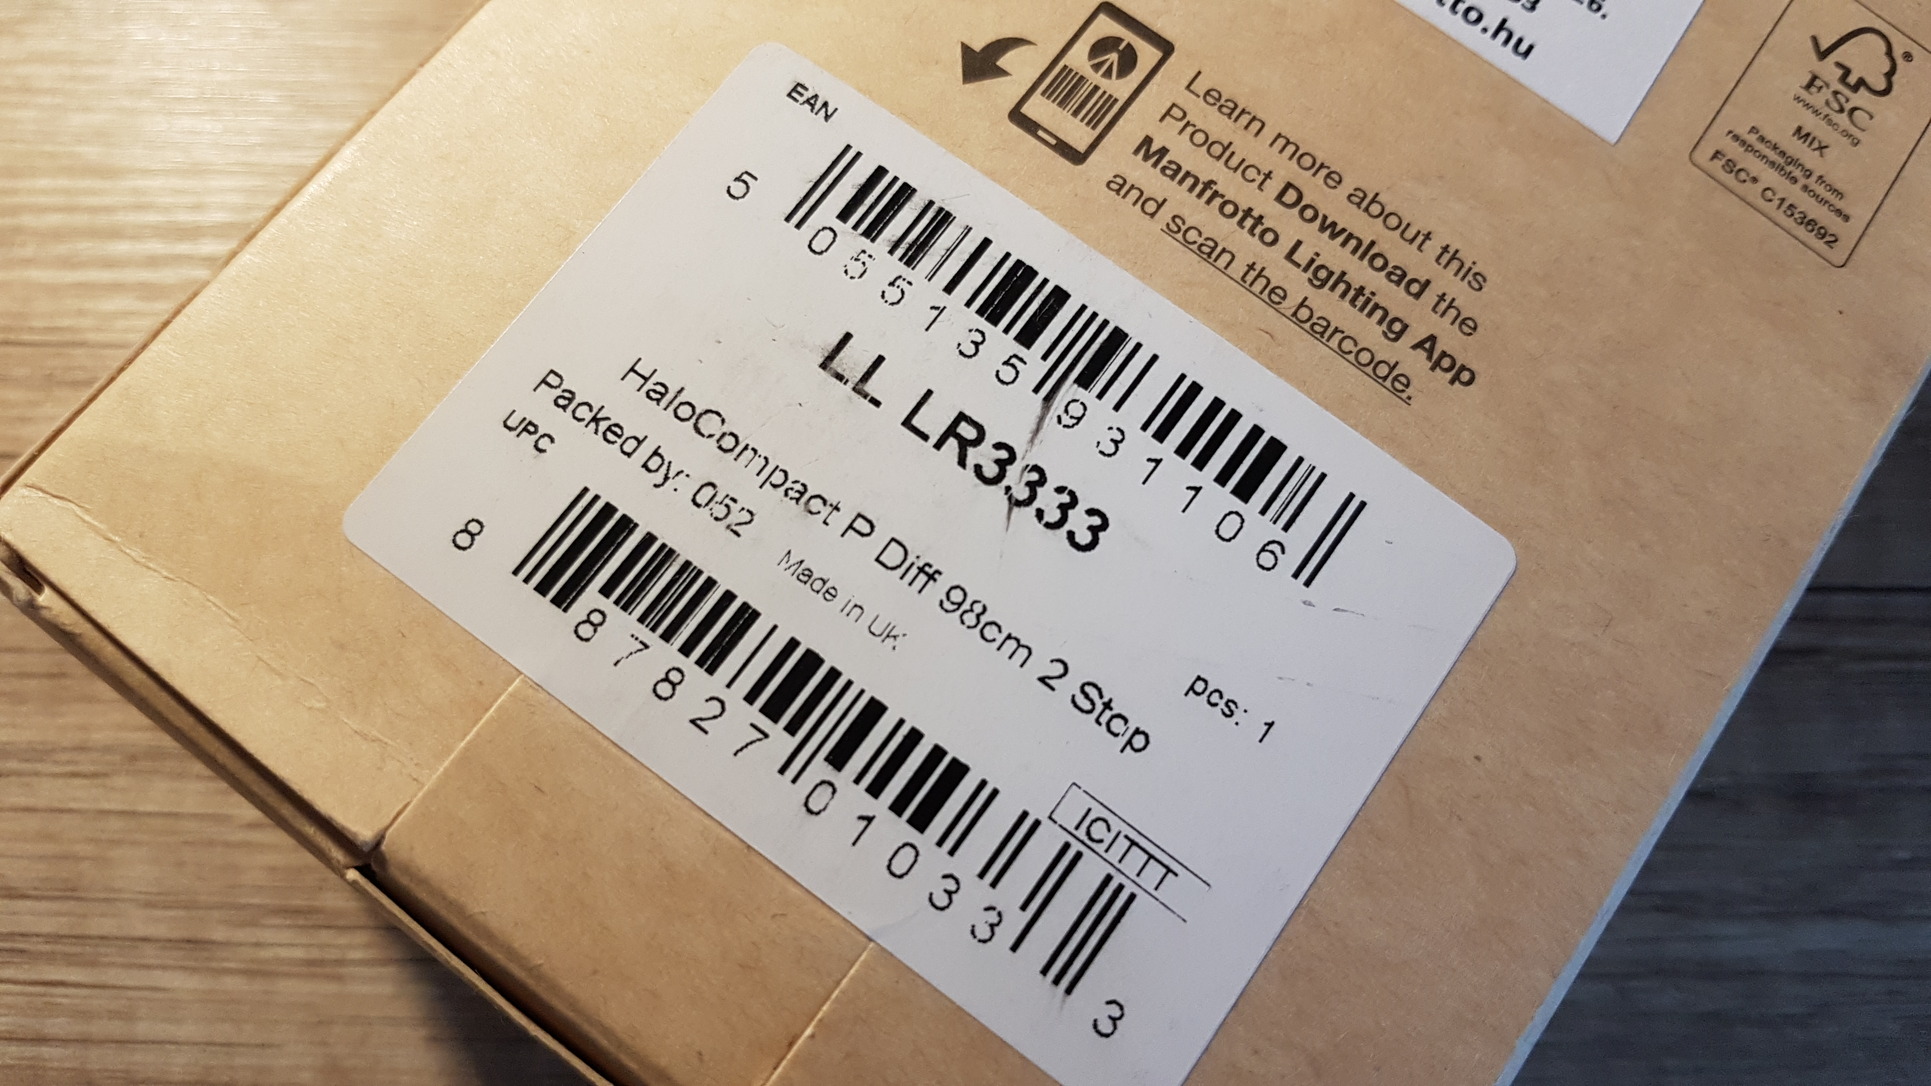 26.
33
tto.hu
FSC
®
www.fsc.org
MIX
Packaging from
responsible sources
FSC® C153692
Learn more about this
Product Download the
Manfrotto Lighting App
and scan the barcode.
EAN
5 055135 931106
LL LR3333
HaloCompact P Diff 98cm 2 Stop
Packed by: 052
Made in UK
pcs: 1
UPC
8 87827 01033 3
ICITTT